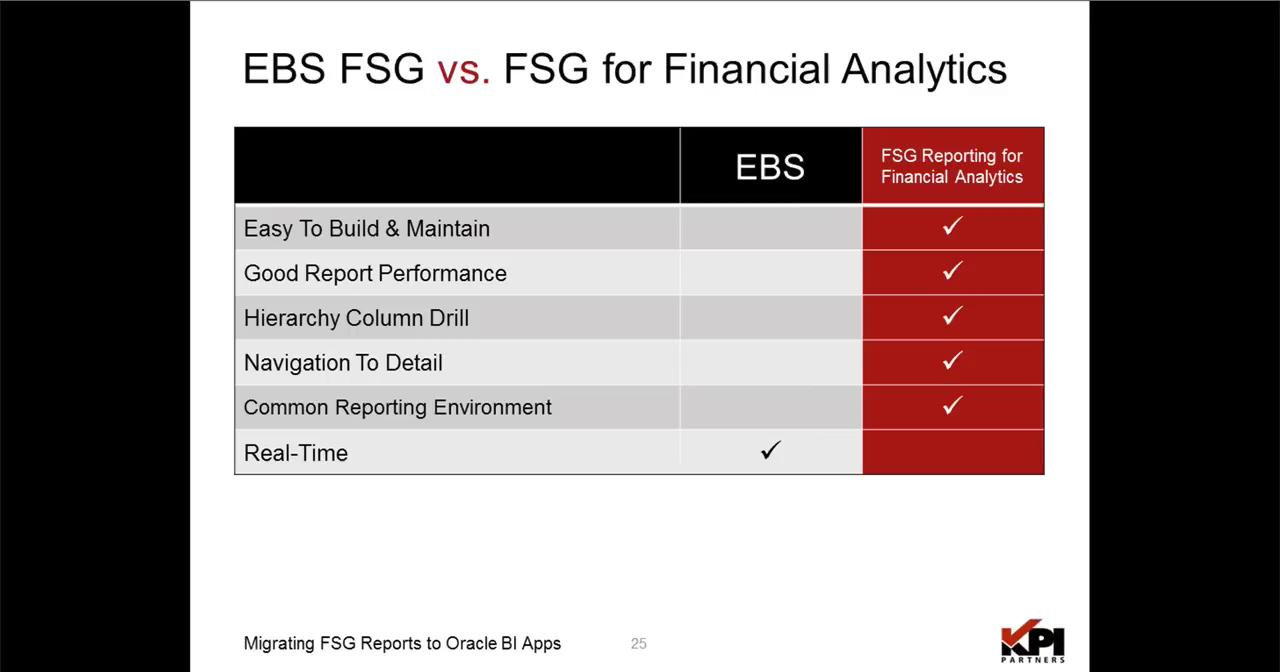 EBS FSG vs. FSG for Financial Analytics
EBS
FSG Reporting for
Financial Analytics
Easy To Build & Maintain
✓
Good Report Performance
✓
Hierarchy Column Drill
✓
Navigation To Detail
✓
Common Reporting Environment
✓
Real-Time
✓
Migrating FSG Reports to Oracle BI Apps
25
KPI
PARTNERS